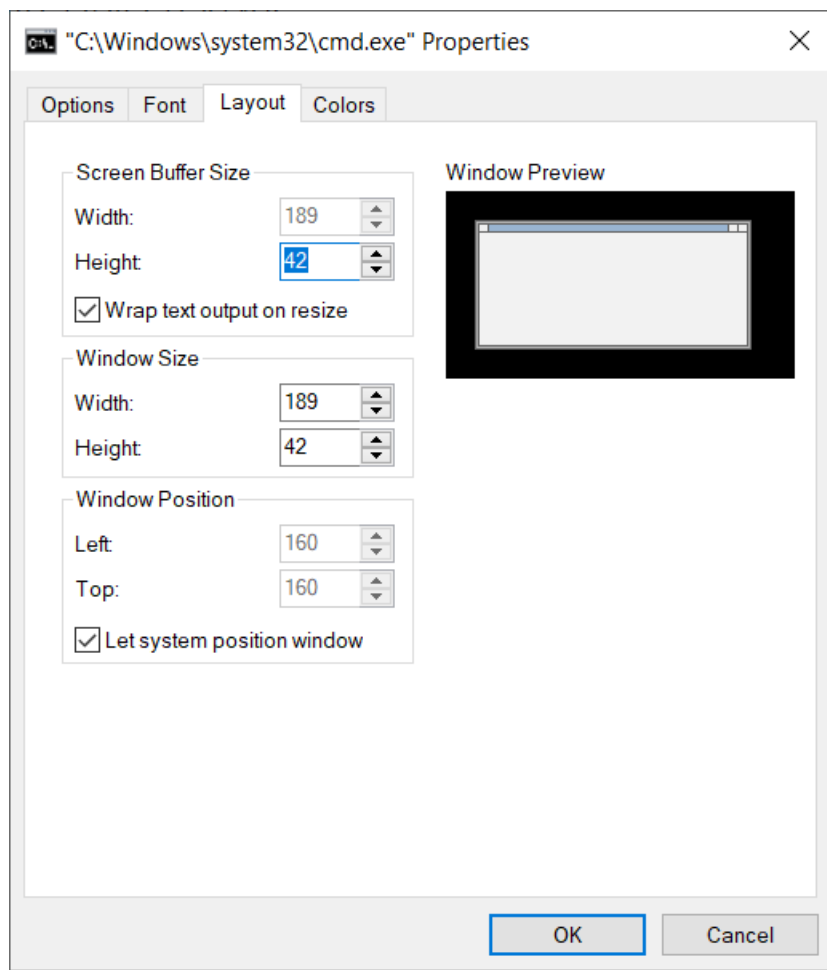 "C:\Windows\system32\cmd.exe" Properties
Options Font Layout Colors
Screen Buffer Size
Width: 189
Height: 42
Wrap text output on resize
Window Size
Width: 189
Height: 42
Window Position
Left: 160
Top: 160
Let system position window
Window Preview
OK Cancel